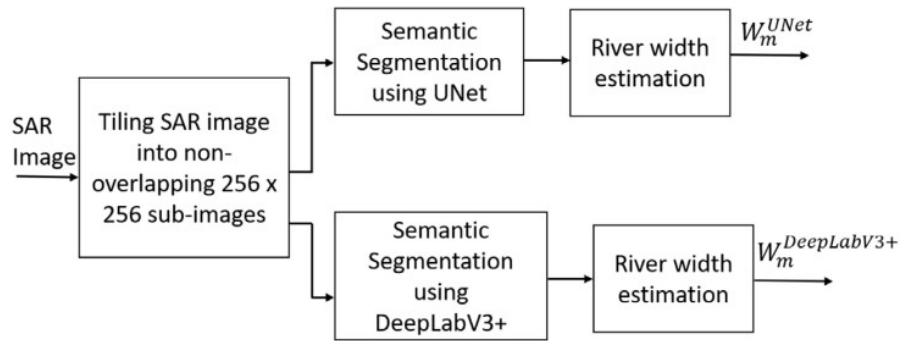 SAR
Image
Tiling SAR image
into non-
overlapping 256 x
256 sub-images
Semantic
Segmentation
using UNet
River width
estimation
W_m^{UNet}
Semantic
Segmentation
using
DeepLabV3+
River width
estimation
W_m^{DeepLabV3+}